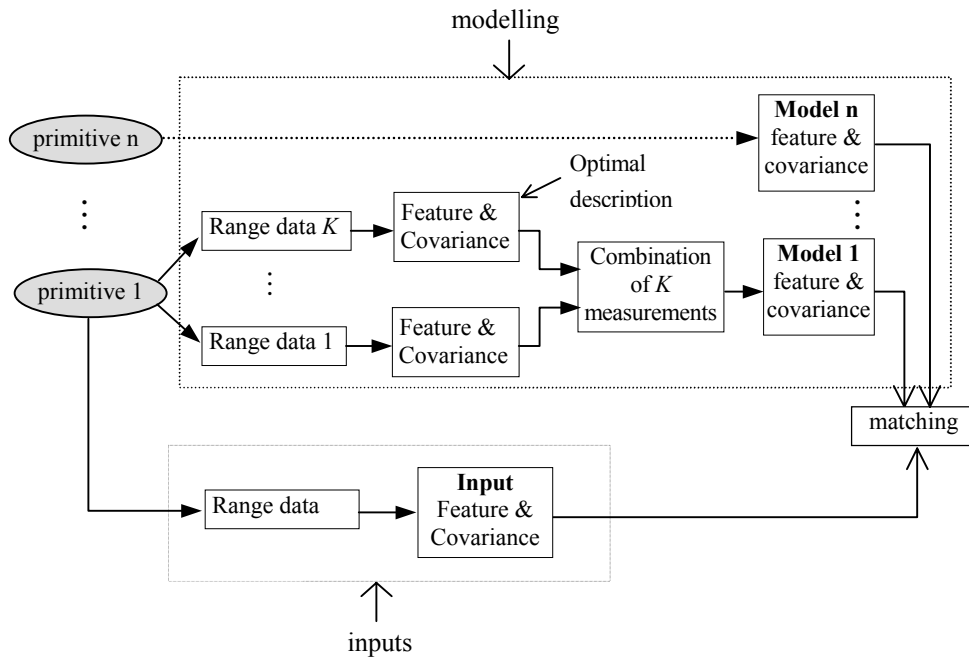 modelling
primitive n
Model n
feature &
covariance
Optimal
description
Range data K
Feature &
Covariance
Combination
of K
measurements
Model 1
feature &
covariance
primitive 1
Range data 1
Feature &
Covariance
matching
Range data
Input
Feature &
Covariance
inputs